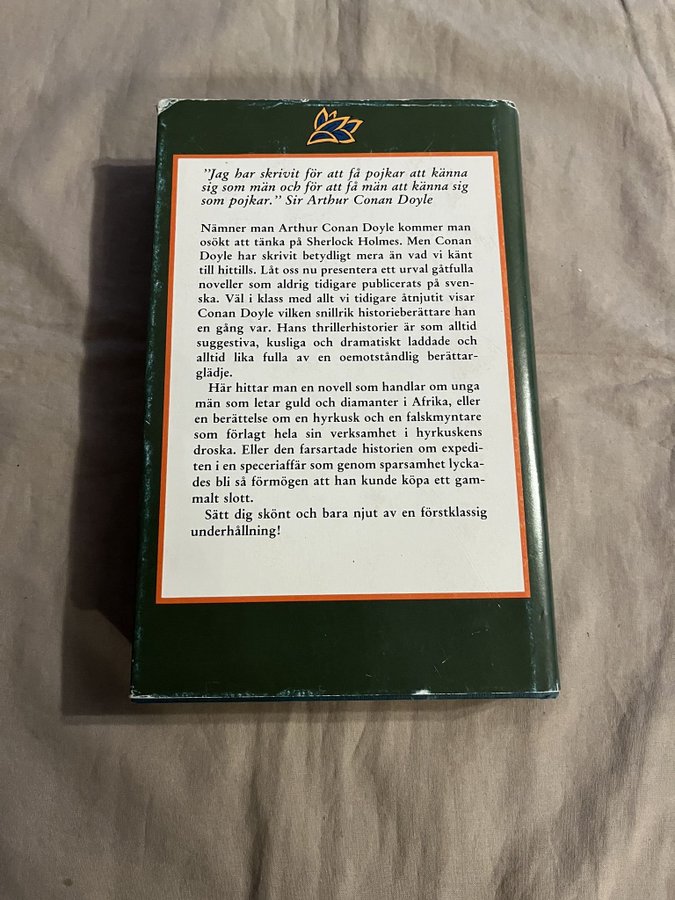 "Jag har skrivit för att få pojkar att känna
sig som män och för att få män att känna sig
som pojkar." Sir Arthur Conan Doyle
Nämner man Arthur Conan Doyle kommer man
osökt att tänka på Sherlock Holmes. Men Conan
Doyle har skrivit betydligt mera än vad vi känt
till hittills. Låt oss nu presentera ett urval gåtfulla
noveller som aldrig tidigare publicerats på sven-
ska. Väl i klass med allt vi tidigare åtnjutit visar
Conan Doyle vilken snillrik historieberättare han
en gång var. Hans thrillerhistorier är som alltid
suggestiva, kusliga och dramatiskt laddade och
alltid lika fulla av en oemotståndlig berättar-
glädje.
Här hittar man en novell som handlar om unga
män som letar guld och diamanter i Afrika, eller
en berättelse om en hyrkusk och en falskmyntare
som förlagt hela sin verksamhet i hyrkuskens
droska. Eller den farsartade historien om expedi-
ten i en speceriaffär som genom sparsamhet lycka-
des bli så förmögen att han kunde köpa ett gam-
malt slott.
Sätt dig skönt och bara njut av en förstklassig
underhållning!